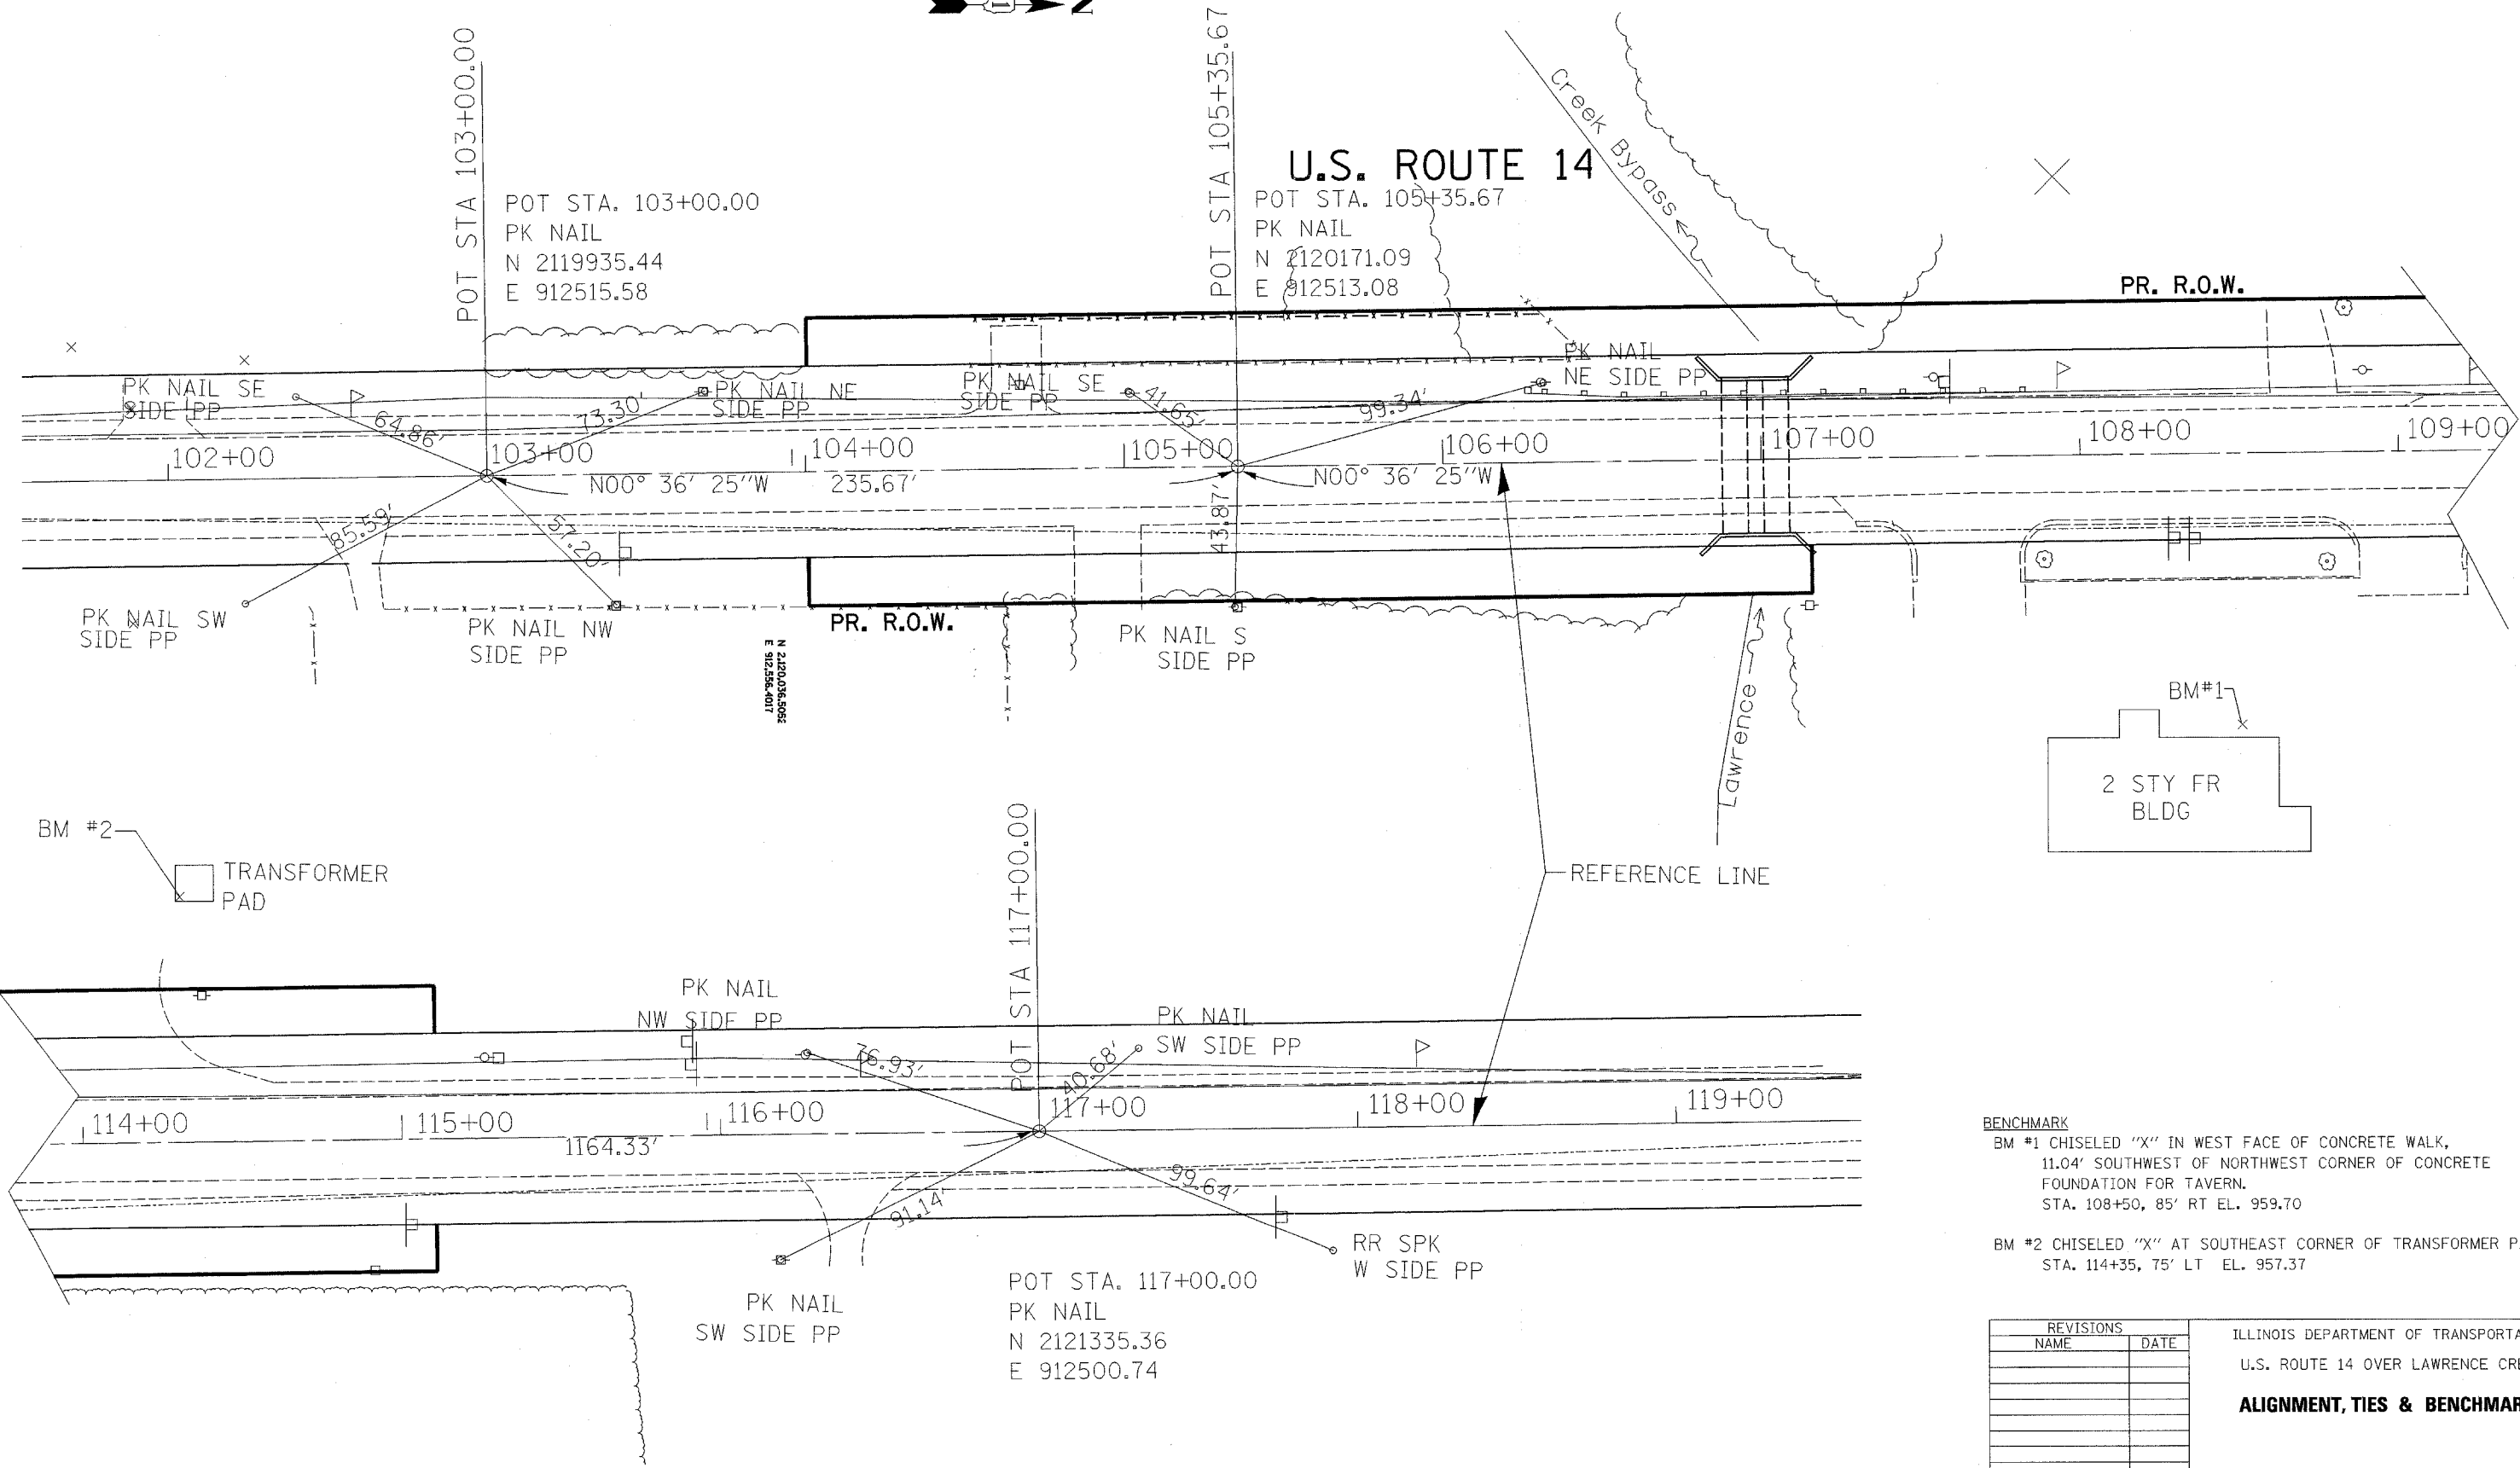 N
POT STA 103+00.00
POT STA. 103+00.00
PK NAIL
N 2119935.44
E 912515.58
POT STA 105+35.67
U.S. ROUTE 14
POT STA. 105+35.67
PK NAIL
N 2120171.09
E 912513.08
Creek Bypass
PR. R.O.W.
PK NAIL SE
SIDE PP
64.86'
73.30'
PK NAIL NE
SIDE PP
PK NAIL SE
SIDE PP
41.65'
99.34'
PK NAIL
NE SIDE PP
102+00
103+00
104+00
105+00
106+00
107+00
108+00
109+00
N00° 36' 25"W
235.67'
N00° 36' 25"W
85.59'
57.20'
43.87'
PK NAIL SW
SIDE PP
PK NAIL NW
SIDE PP
PR. R.O.W.
PK NAIL S
SIDE PP
N 2,120,036.5052
E 912,556.4017
Lawrence
BM#1
2 STY FR
BLDG
BM #2
TRANSFORMER
PAD
REFERENCE LINE
POT STA 117+00.00
PK NAIL
NW SIDE PP
PK NAIL
SW SIDE PP
76.93'
40.68'
114+00
115+00
116+00
117+00
118+00
119+00
1164.33'
91.14'
99.64'
RR SPK
W SIDE PP
PK NAIL
SW SIDE PP
POT STA. 117+00.00
PK NAIL
N 2121335.36
E 912500.74
BENCHMARK
BM #1 CHISELED "X" IN WEST FACE OF CONCRETE WALK,
11.04' SOUTHWEST OF NORTHWEST CORNER OF CONCRETE
FOUNDATION FOR TAVERN.
STA. 108+50, 85' RT EL. 959.70
BM #2 CHISELED "X" AT SOUTHEAST CORNER OF TRANSFORMER P
STA. 114+35, 75' LT EL. 957.37
REVISIONS
NAME DATE
ILLINOIS DEPARTMENT OF TRANSPORTA
U.S. ROUTE 14 OVER LAWRENCE CRE
ALIGNMENT, TIES & BENCHMAR